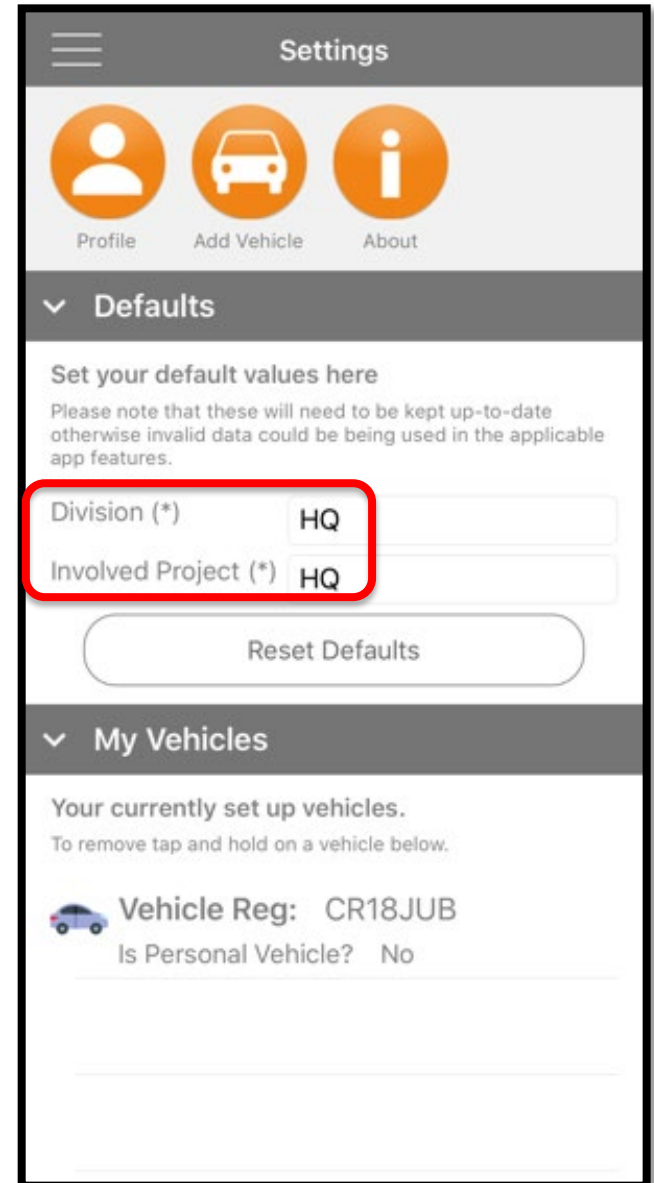 Settings
Profile Add Vehicle About
Defaults
Set your default values here
Please note that these will need to be kept up-to-date
otherwise invalid data could be being used in the applicable
app features.
Division (*) HQ
Involved Project (*) HQ
Reset Defaults
My Vehicles
Your currently set up vehicles.
To remove tap and hold on a vehicle below.
Vehicle Reg: CR18JUB
Is Personal Vehicle? No